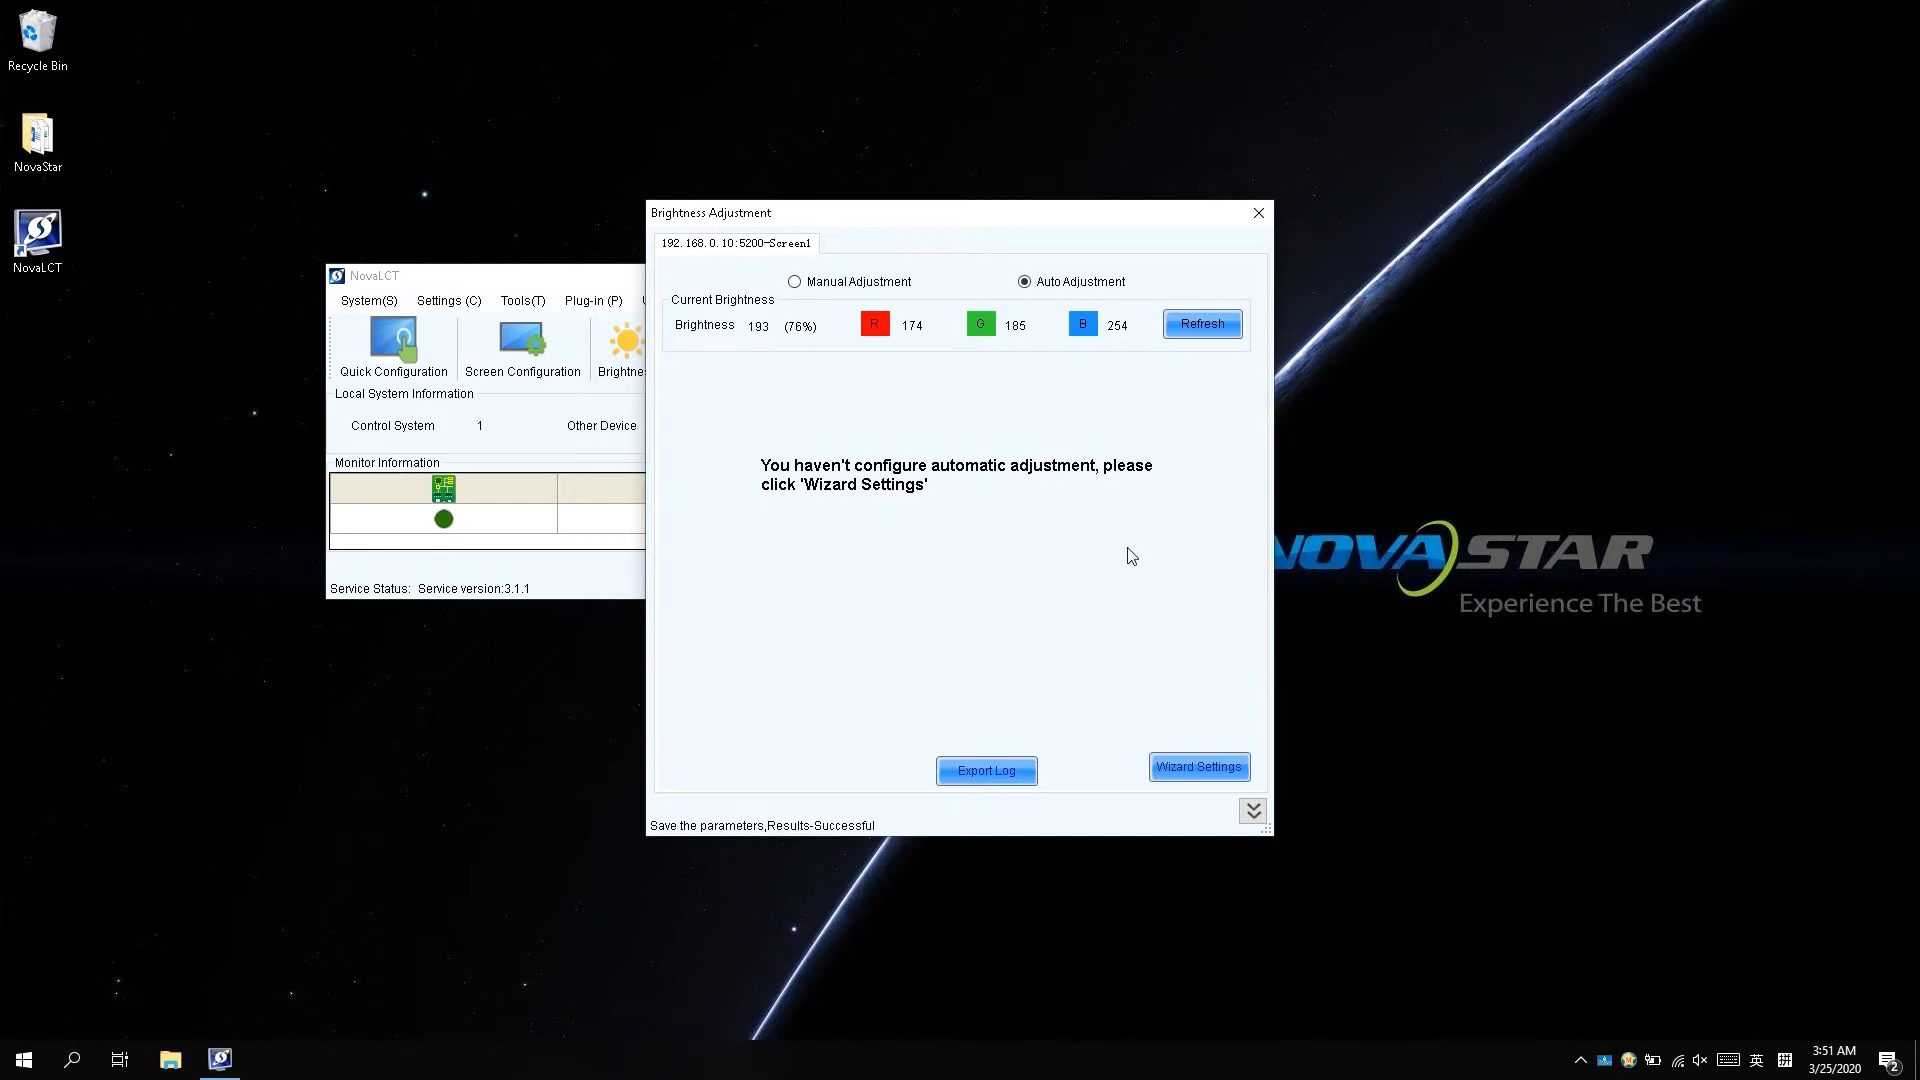 Recycle Bin
NovaStar
NovaLCT
NovaLCT
System(S) Settings (C) Tools(T) Plug-in (P)
Quick Configuration Screen Configuration Brightne
Local System Information
Control System 1 Other Device
Monitor Information
Service Status: Service version:3.1.1
Brightness Adjustment
192.168.0.10:5200-Screen1
Manual Adjustment Auto Adjustment
Current Brightness
Brightness 193 (76%) R 174 G 185 B 254 Refresh
You haven't configure automatic adjustment, please
click 'Wizard Settings'
Export Log Wizard Settings
Save the parameters,Results-Successful
NOVASTAR
Experience The Best
英 拼
3:51 AM
3/25/2020
2